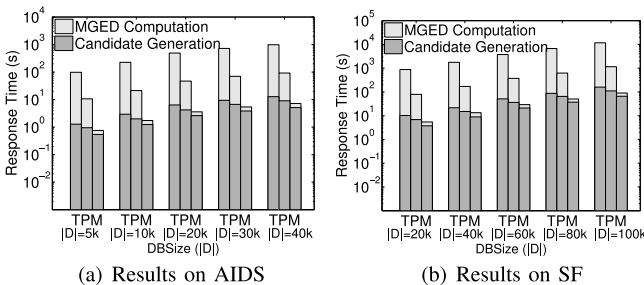 10^4
10^3
10^2
10^1
10^0
10^-1
10^-2
Response Time (s)
MGED Computation
Candidate Generation
TPM TPM TPM TPM TPM
|D|=5k |D|=10k |D|=20k |D|=30k |D|=40k
DBSize (|D|)
(a) Results on AIDS
10^5
10^4
10^3
10^2
10^1
10^0
10^-1
10^-2
Response Time (s)
MGED Computation
Candidate Generation
TPM TPM TPM TPM TPM
|D|=20k |D|=40k |D|=60k |D|=80k |D|=100k
DBSize (|D|)
(b) Results on SF